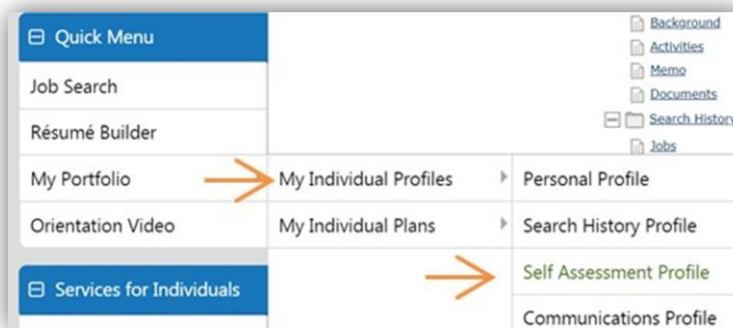 Quick Menu
Job Search
Résumé Builder
My Portfolio
Orientation Video
Services for Individuals
My Individual Profiles
My Individual Plans
Personal Profile
Search History Profile
Self Assessment Profile
Communications Profile
Background
Activities
Memo
Documents
Search History
Jobs